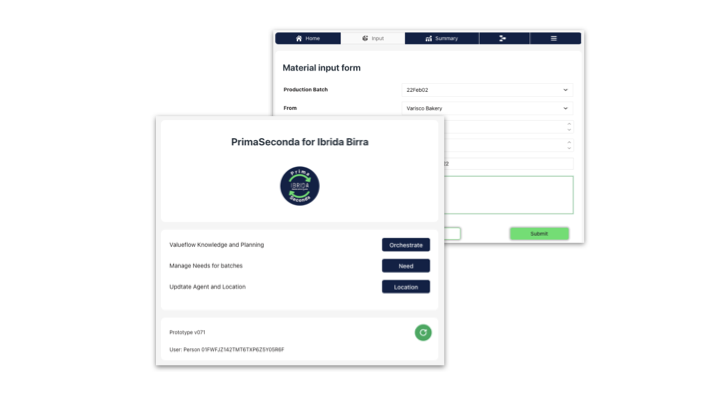 Home
Input
Summary
Material input form
Production Batch
22Feb02
From
Varisco Bakery
02
Submit
PrimaSeconda for Ibrida Birra
Prima
IBRIDA
Seconda
Valueflow Knowledge and Planning
Orchestrate
Manage Needs for batches
Need
Updtate Agent and Location
Location
Prototype v071
User: Person 01FWFJZ142TMT6TXP6Z5Y0SR6F